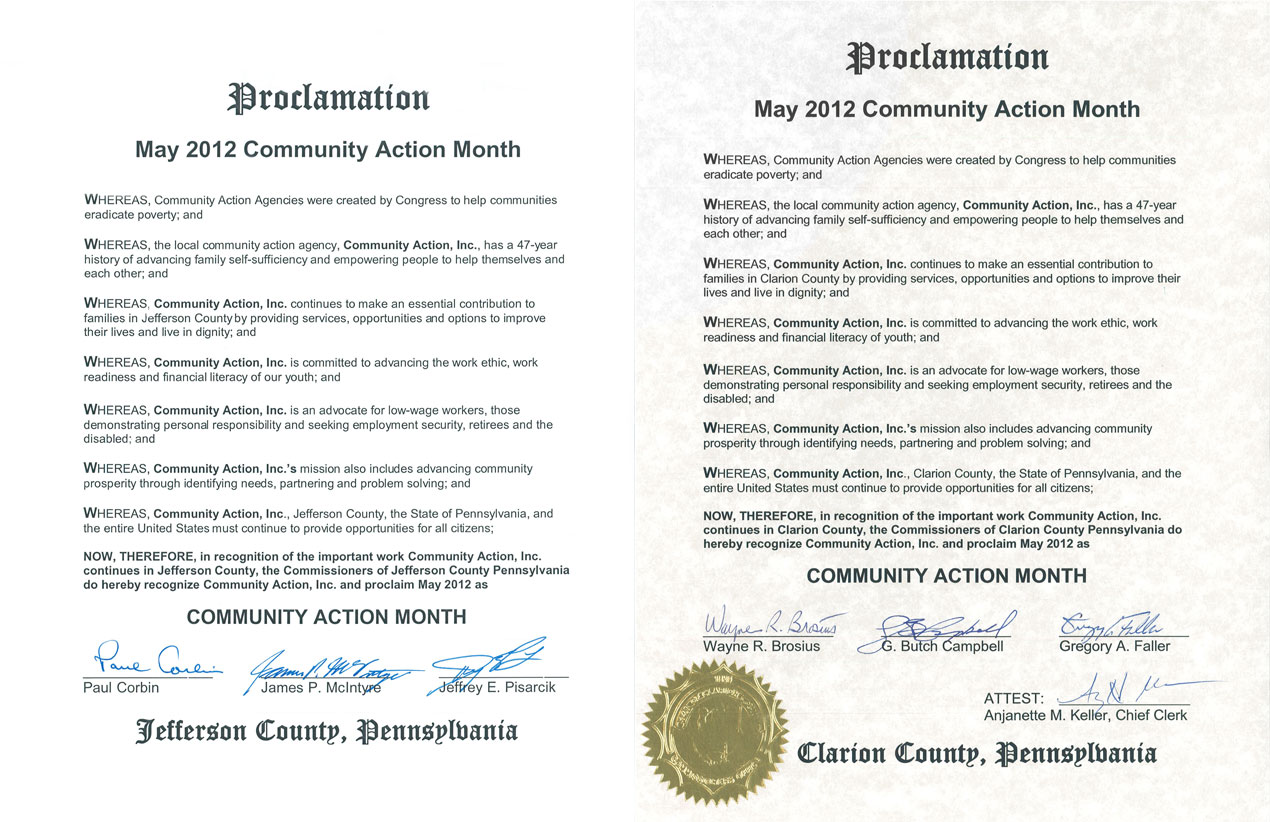 Proclamation
May 2012 Community Action Month
WHEREAS, Community Action Agencies were created by Congress to help communities
eradicate poverty; and
WHEREAS, the local community action agency, Community Action, Inc., has a 47-year
history of advancing family self-sufficiency and empowering people to help themselves and
each other; and
WHEREAS, Community Action, Inc. continues to make an essential contribution to
families in Jefferson County by providing services, opportunities and options to improve
their lives and live in dignity; and
WHEREAS, Community Action, Inc. is committed to advancing the work ethic, work
readiness and financial literacy of our youth; and
WHEREAS, Community Action, Inc. is an advocate for low-wage workers, those
demonstrating personal responsibility and seeking employment security, retirees and the
disabled; and
WHEREAS, Community Action, Inc.'s mission also includes advancing community
prosperity through identifying needs, partnering and problem solving; and
WHEREAS, Community Action, Inc., Jefferson County, the State of Pennsylvania, and
the entire United States must continue to provide opportunities for all citizens;
NOW, THEREFORE, in recognition of the important work Community Action, Inc.
continues in Jefferson County, the Commissioners of Jefferson County Pennsylvania
do hereby recognize Community Action, Inc. and proclaim May 2012 as
COMMUNITY ACTION MONTH
Paul Corbin James P. McIntyre
Paul Corbin James P. McIntyre Jeffrey E. Pisarcik
Jefferson County, Pennsylvania
Proclamation
May 2012 Community Action Month
WHEREAS, Community Action Agencies were created by Congress to help communities
eradicate poverty; and
WHEREAS, the local community action agency, Community Action, Inc., has a 47-year
history of advancing family self-sufficiency and empowering people to help themselves and
each other; and
WHEREAS, Community Action, Inc. continues to make an essential contribution to
families in Clarion County by providing services, opportunities and options to improve their
lives and live in dignity; and
WHEREAS, Community Action, Inc. is committed to advancing the work ethic, work
readiness and financial literacy of youth; and
WHEREAS, Community Action, Inc. is an advocate for low-wage workers, those
demonstrating personal responsibility and seeking employment security, retirees and the
disabled; and
WHEREAS, Community Action, Inc.'s mission also includes advancing community
prosperity through identifying needs, partnering and problem solving; and
WHEREAS, Community Action, Inc., Clarion County, the State of Pennsylvania, and the
entire United States must continue to provide opportunities for all citizens;
NOW, THEREFORE, in recognition of the important work Community Action, Inc.
continues in Clarion County, the Commissioners of Clarion County Pennsylvania do
hereby recognize Community Action, Inc. and proclaim May 2012 as
COMMUNITY ACTION MONTH
Wayne R. Brosius
Wayne R. Brosius G. Butch Campbell Gregory A. Faller
ATTEST:
Anjanette M. Keller, Chief Clerk
Clarion County, Pennsylvania